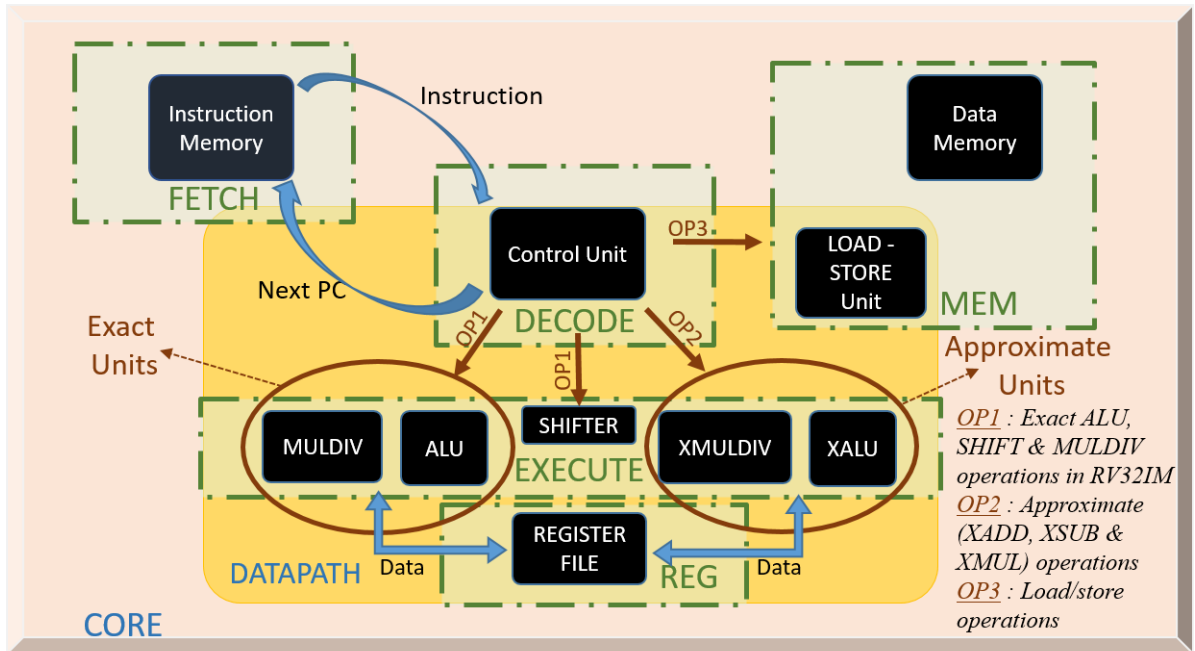 Instruction
Memory
FETCH
Instruction
Data
Memory
Control Unit
DECODE
OP3
LOAD -
STORE
Unit
MEM
Next PC
Exact
Units
OP1
OP1
OP2
Approximate
Units
MULDIV
ALU
SHIFTER
EXECUTE
XMULDIV
XALU
OP1 : Exact ALU,
SHIFT & MULDIV
operations in RV32IM
OP2 : Approximate
(XADD, XSUB &
XMUL) operations
OP3 : Load/store
operations
REGISTER
FILE
REG
Data
Data
DATAPATH
CORE